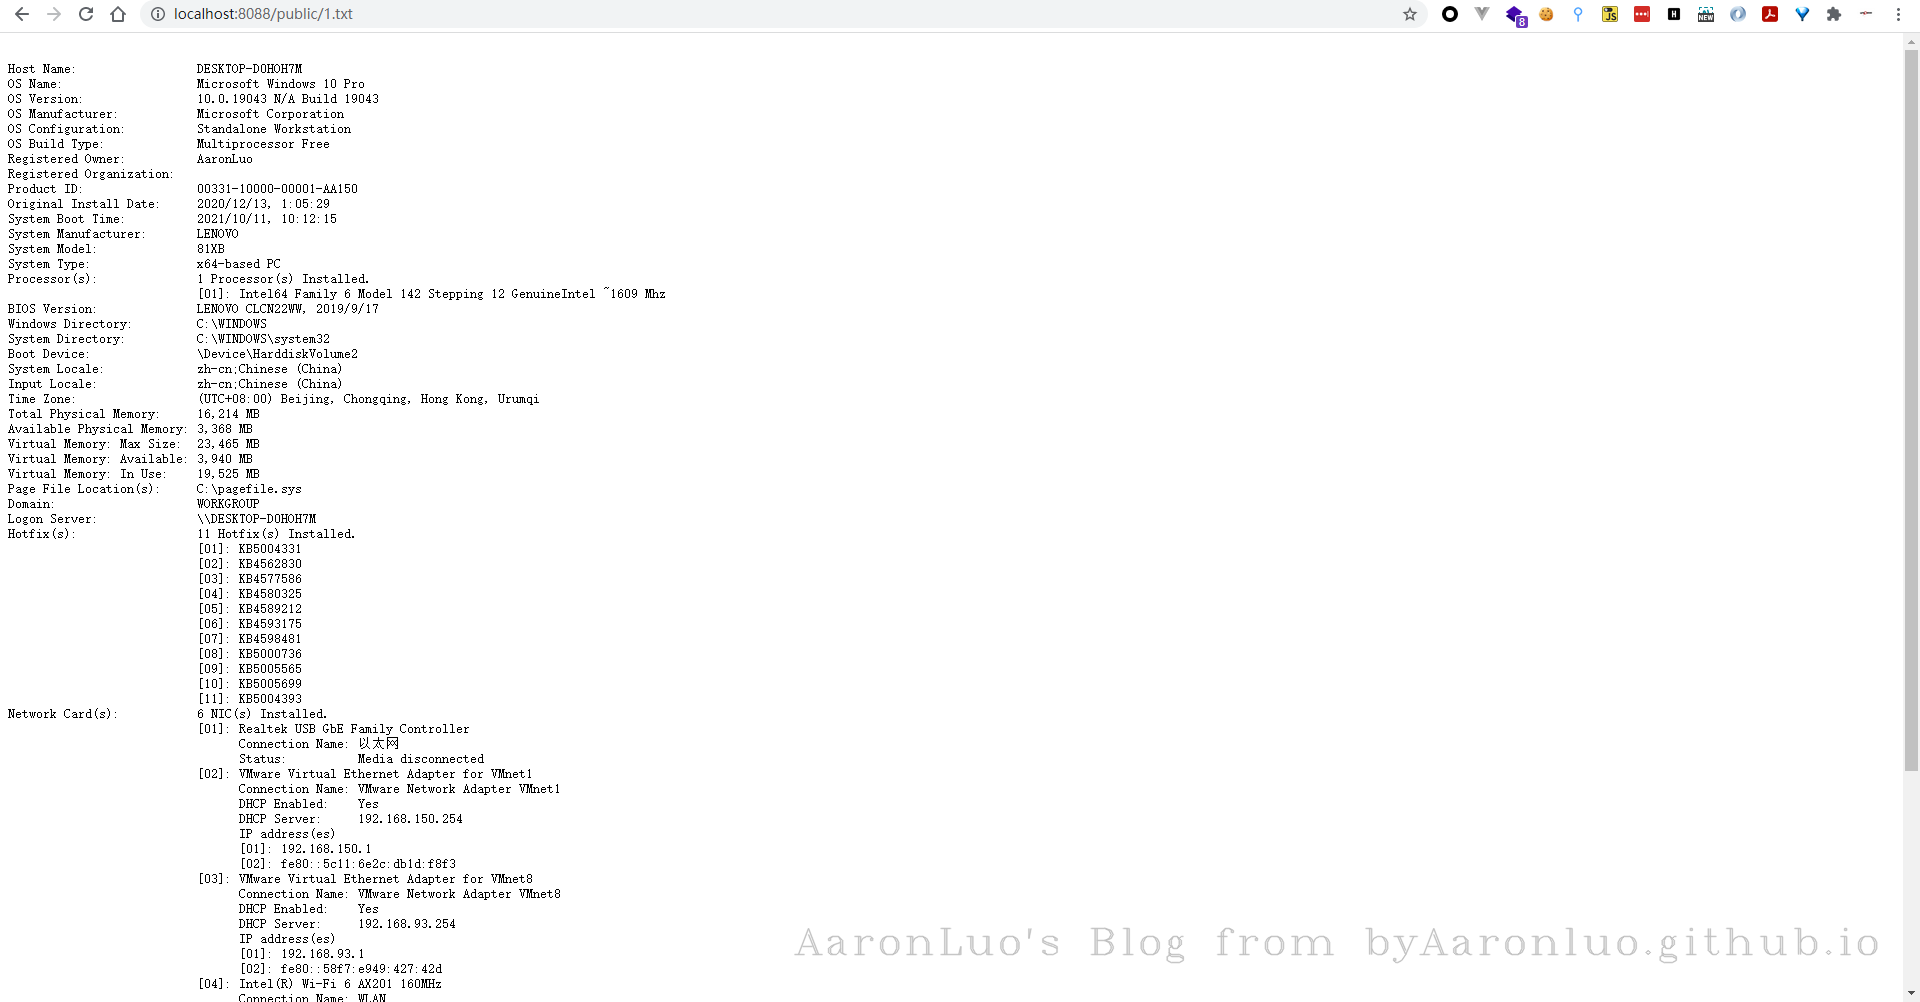 localhost:8088/public/1.txt
8
JS
H
NEW
Host Name: DESKTOP-D0HOH7M
OS Name: Microsoft Windows 10 Pro
OS Version: 10.0.19043 N/A Build 19043
OS Manufacturer: Microsoft Corporation
OS Configuration: Standalone Workstation
OS Build Type: Multiprocessor Free
Registered Owner: AaronLuo
Registered Organization:
Product ID: 00331-10000-00001-AA150
Original Install Date: 2020/12/13, 1:05:29
System Boot Time: 2021/10/11, 10:12:15
System Manufacturer: LENOVO
System Model: 81XB
System Type: x64-based PC
Processor(s): 1 Processor(s) Installed.
[01]: Intel64 Family 6 Model 142 Stepping 12 GenuineIntel ~1609 Mhz
BIOS Version: LENOVO CLCN22WW, 2019/9/17
Windows Directory: C:\WINDOWS
System Directory: C:\WINDOWS\system32
Boot Device: \Device\HarddiskVolume2
System Locale: zh-cn;Chinese (China)
Input Locale: zh-cn;Chinese (China)
Time Zone: (UTC+08:00) Beijing, Chongqing, Hong Kong, Urumqi
Total Physical Memory: 16,214 MB
Available Physical Memory: 3,368 MB
Virtual Memory: Max Size: 23,465 MB
Virtual Memory: Available: 3,940 MB
Virtual Memory: In Use: 19,525 MB
Page File Location(s): C:\pagefile.sys
Domain: WORKGROUP
Logon Server: \\DESKTOP-D0HOH7M
Hotfix(s): 11 Hotfix(s) Installed.
[01]: KB5004331
[02]: KB4562830
[03]: KB4577586
[04]: KB4580325
[05]: KB4589212
[06]: KB4593175
[07]: KB4598481
[08]: KB5000736
[09]: KB5005565
[10]: KB5005699
[11]: KB5004393
Network Card(s): 6 NIC(s) Installed.
[01]: Realtek USB GbE Family Controller
Connection Name: 以太网
Status: Media disconnected
[02]: VMware Virtual Ethernet Adapter for VMnet1
Connection Name: VMware Network Adapter VMnet1
DHCP Enabled: Yes
DHCP Server: 192.168.150.254
IP address(es)
[01]: 192.168.150.1
[02]: fe80::5c11:6e2c:db1d:f8f3
[03]: VMware Virtual Ethernet Adapter for VMnet8
Connection Name: VMware Network Adapter VMnet8
DHCP Enabled: Yes
DHCP Server: 192.168.93.254
IP address(es)
[01]: 192.168.93.1
[02]: fe80::58f7:e949:427:42d
[04]: Intel(R) Wi-Fi 6 AX201 160MHz
Connection Name: WLAN
AaronLuo's Blog from byAaronluo.github.io